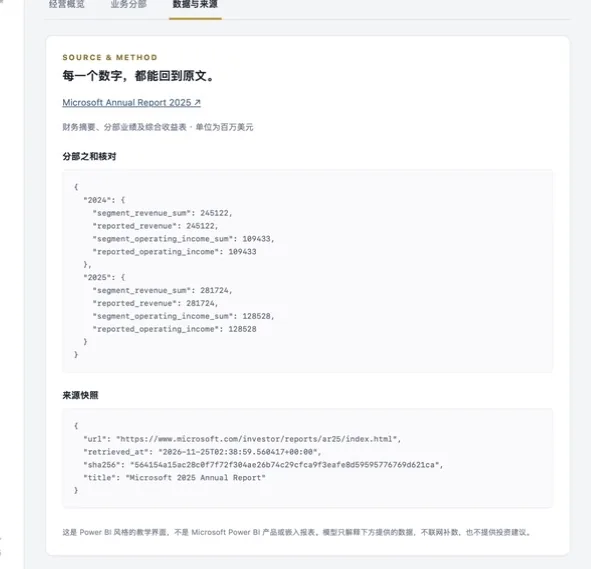 经营概览 业务分部 数据与来源
SOURCE & METHOD
每一个数字，都能回到原文。
Microsoft Annual Report 2025 ↗
财务摘要、分部业绩及综合收益表 · 单位为百万美元
分部之和核对
{
"2024": {
"segment_revenue_sum": 245122,
"reported_revenue": 245122,
"segment_operating_income_sum": 109433,
"reported_operating_income": 109433
},
"2025": {
"segment_revenue_sum": 281724,
"reported_revenue": 281724,
"segment_operating_income_sum": 128528,
"reported_operating_income": 128528
}
}
来源快照
{
"url": "https://www.microsoft.com/investor/reports/ar25/index.html",
"retrieved_at": "2026-11-25T02:38:59.560417+00:00",
"sha256": "564154a15ac28c0f7f72f304ae26b74c29cfca9f3eafe8d59595776769d621ca",
"title": "Microsoft 2025 Annual Report"
}
这是 Power BI 风格的教学界面，不是 Microsoft Power BI 产品或嵌入报表。模型只解释下方提供的数据，不联网补数，也不提供投资建议。